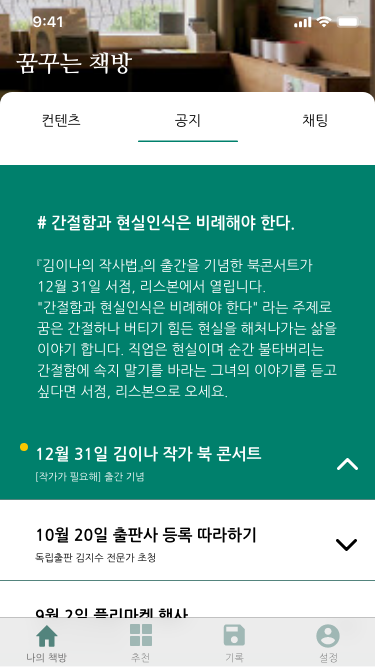 9:41
꿈꾸는 책방
컨텐츠
공지
채팅
# 간절함과 현실인식은 비례해야 한다.
『김이나의 작사법』의 출간을 기념한 북콘서트가
12월 31일 서점, 리스본에서 열립니다.
"간절함과 현실인식은 비례해야 한다" 라는 주제로
꿈은 간절하나 버티기 힘든 현실을 헤쳐나가는 삶을
이야기 합니다. 직업은 현실이며 순간 불타버리는
간절함에 속지 말기를 바라는 그녀의 이야기를 듣고
싶다면 서점, 리스본으로 오세요.
12월 31일 김이나 작가 북 콘서트
[작가가 필요해] 출간 기념
10월 20일 출판사 등록 따라하기
독립출판 김지수 전문가 초청
9월 2일 플리마켓 행사
나의 책방
추천
기록
설정